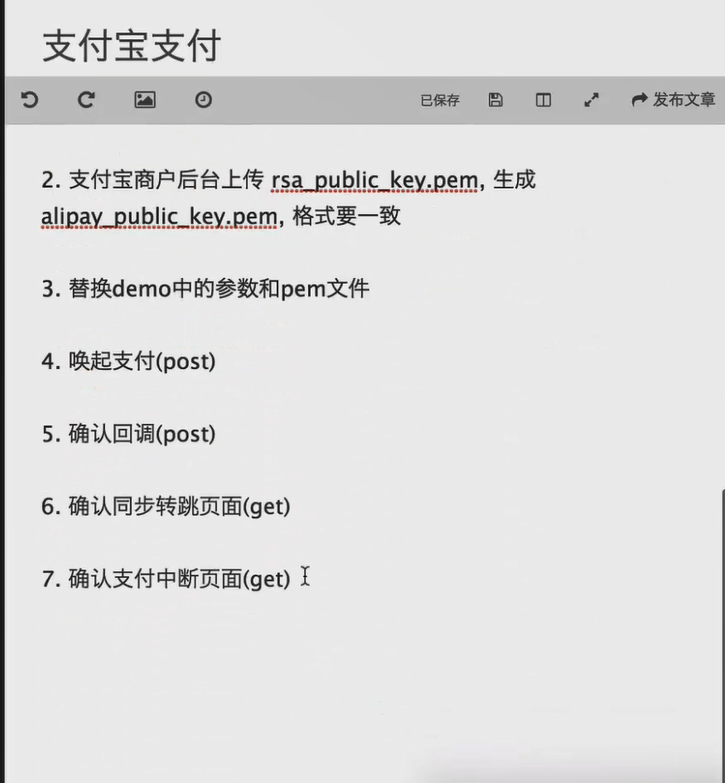 支付宝支付
已保存
发布文章
2. 支付宝商户后台上传 rsa_public_key.pem, 生成
alipay_public_key.pem, 格式要一致
3. 替换demo中的参数和pem文件
4. 唤起支付(post)
5. 确认回调(post)
6. 确认同步转跳页面(get)
7. 确认支付中断页面(get)